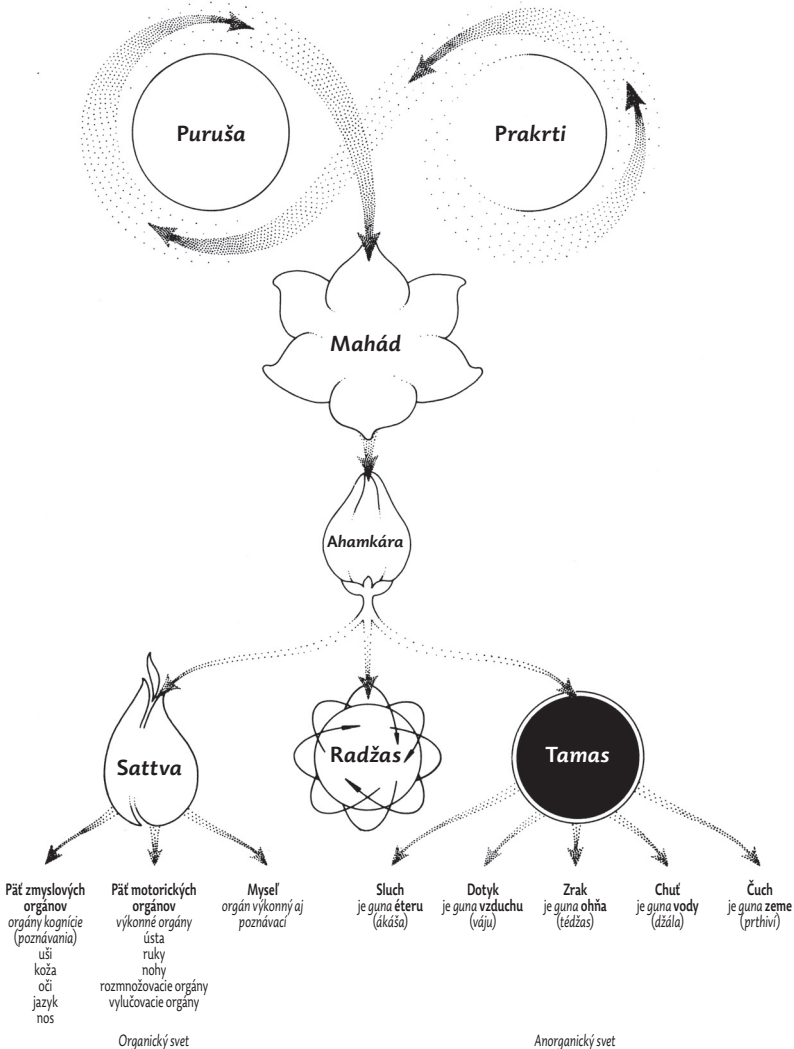 Puruša
Prakrti
Mahád
Ahamkára
Sattva
Radžas
Tamas
Päť zmyslových
orgánov
orgány kognície
(poznávania)
uši
koža
oči
jazyk
nos
Päť motorických
orgánov
výkonné orgány
ústa
ruky
nohy
rozmnožovacie orgány
vylučovacie orgány
Myseľ
orgán výkonný aj
poznávací
Sluch
je guna éteru
(ákáša)
Dotyk
je guna vzduchu
(váju)
Zrak
je guna ohňa
(tédžas)
Chuť
je guna vody
(džála)
Čuch
je guna zeme
(prthiví)
Organický svet
Anorganický svet